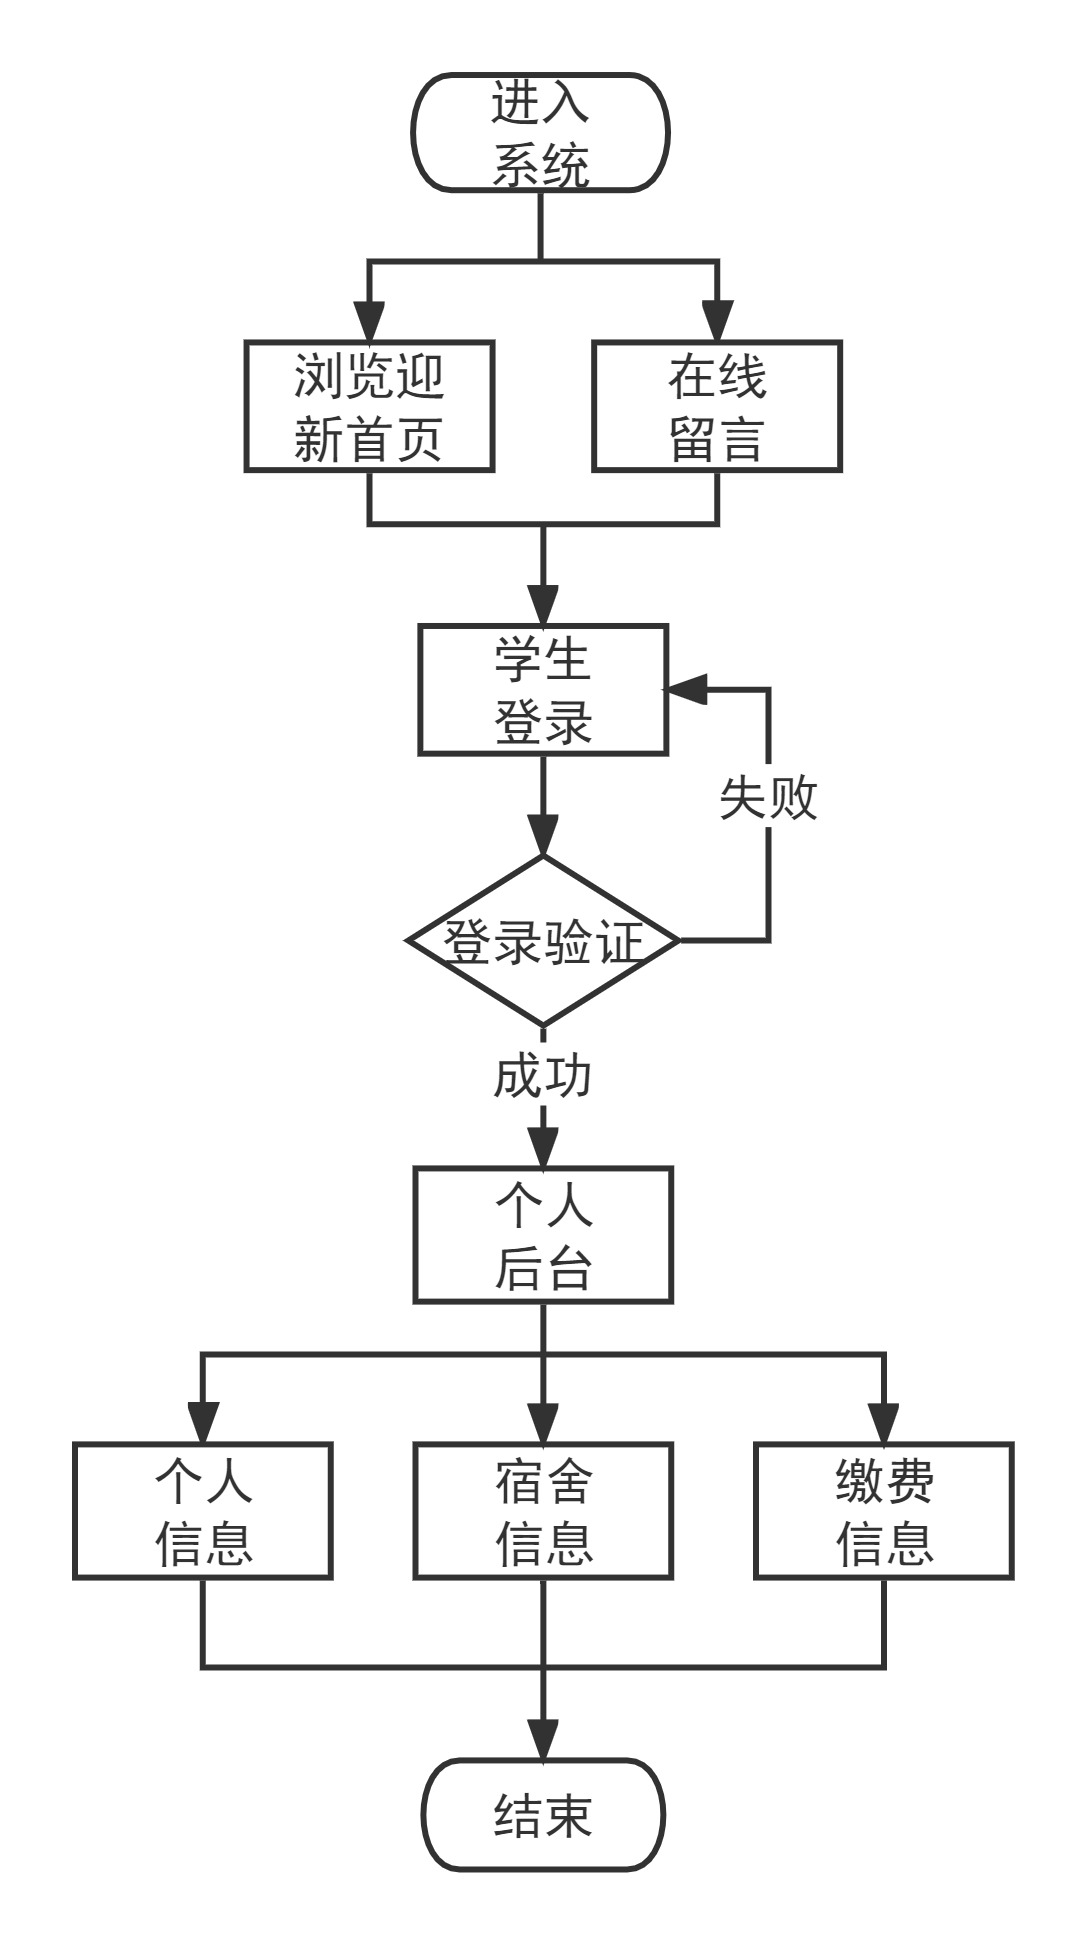 进入
系统
浏览迎
新首页
在线
留言
学生
登录
失败
登录验证
成功
个人
后台
个人
信息
宿舍
信息
缴费
信息
结束